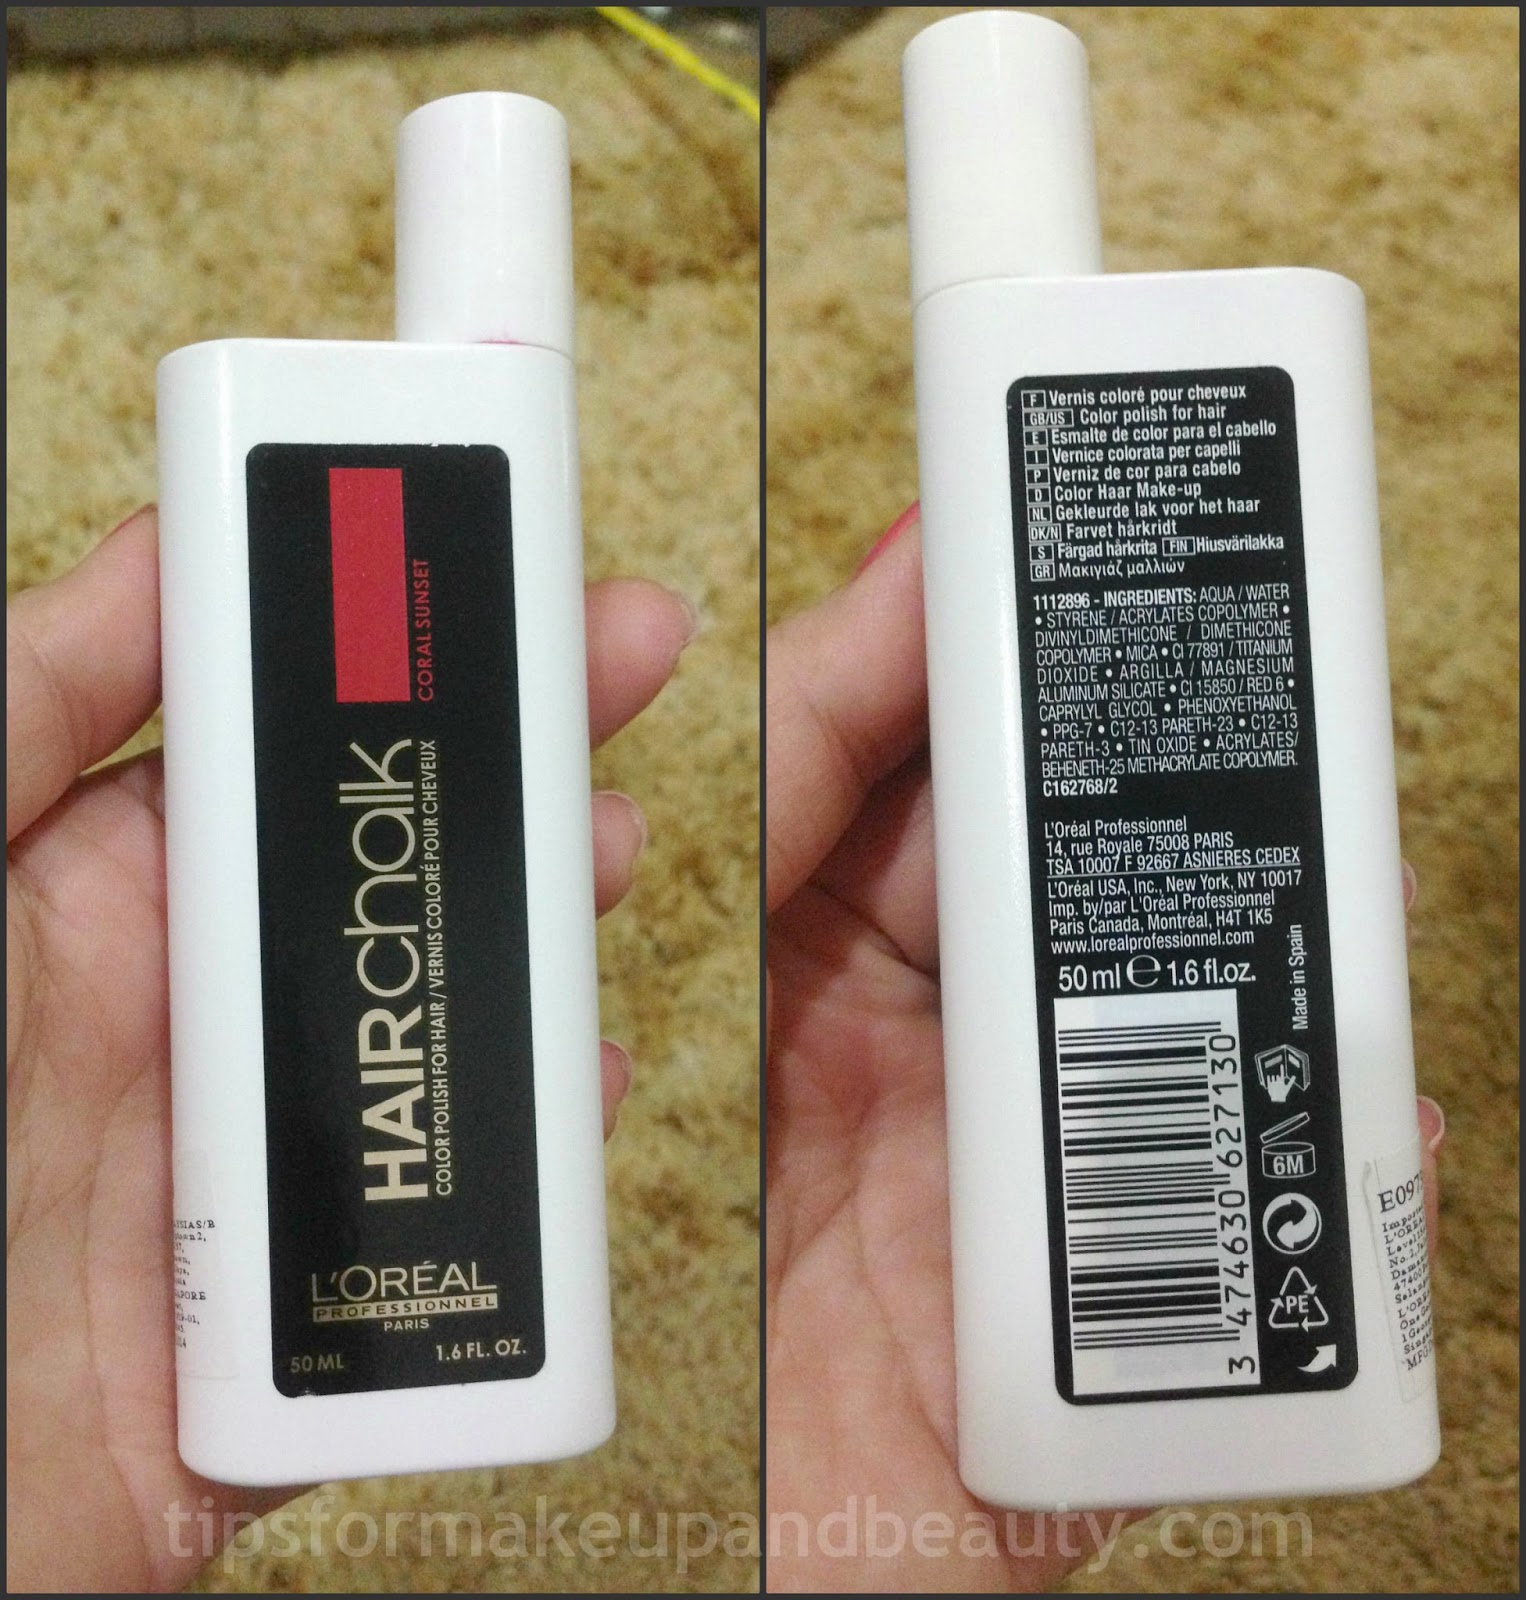 CORAL SUNSET
HAIRchalk
COLOR POLISH FOR HAIR / VERNIS COLORÉ POUR CHEVEUX
L'ORÉAL
PROFESSIONNEL
PARIS
50 ML
1.6 FL. OZ.
F Vernis coloré pour cheveux
GB/US Color polish for hair
E Esmalte de color para el cabello
I Vernice colorata per capelli
P Verniz de cor para cabelo
D Color Haar Make-up
NL Gekleurde lak voor het haar
DK/N Farvet hårkridt
S Färgad hårkrita FIN Hiusvärilakka
GR Μακιγιάζ μαλλιών
1112896 - INGREDIENTS: AQUA / WATER
• STYRENE / ACRYLATES COPOLYMER •
DIVINYLDIMETHICONE / DIMETHICONE
COPOLYMER • MICA • CI 77891 / TITANIUM
DIOXIDE • ARGILLA / MAGNESIUM
ALUMINUM SILICATE • CI 15850 / RED 6 •
CAPRYLYL GLYCOL • PHENOXYETHANOL
• PPG-7 • C12-13 PARETH-23 • C12-13
PARETH-3 • TIN OXIDE • ACRYLATES/
BEHENETH-25 METHACRYLATE COPOLYMER.
C162768/2
L'Oréal Professionnel
14, rue Royale 75008 PARIS
TSA 10007 F 92667 ASNIERES CEDEX
L'Oréal USA, Inc., New York, NY 10017
Imp. by/par L'Oréal Professionnel
Paris Canada, Montréal, H4T 1K5
www.lorealprofessionnel.com
50 ml e 1.6 fl.oz.
Made in Spain
3 474630 627130
6M
PE
tipsformakeupandbeauty.com